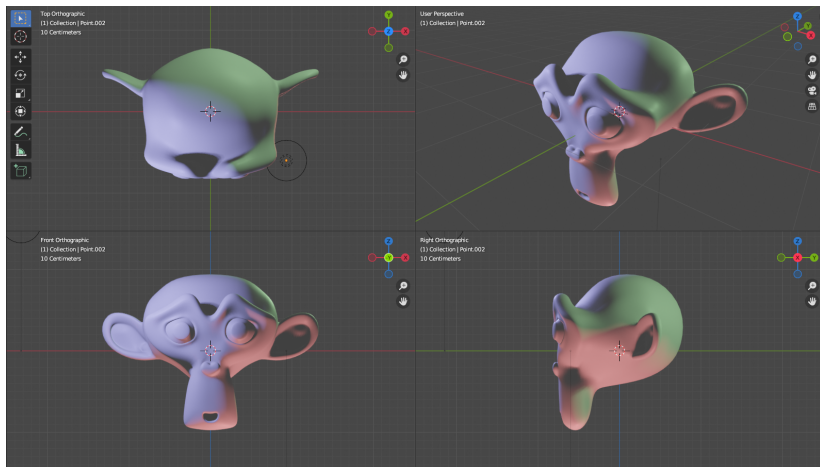 Top Orthographic
(1) Collection | Point.002
10 Centimeters
Z
Y
X
User Perspective
(1) Collection | Point.002
Z
Y
X
Front Orthographic
(1) Collection | Point.002
10 Centimeters
Z
Y
X
Right Orthographic
(1) Collection | Point.002
10 Centimeters
Z
X
Y